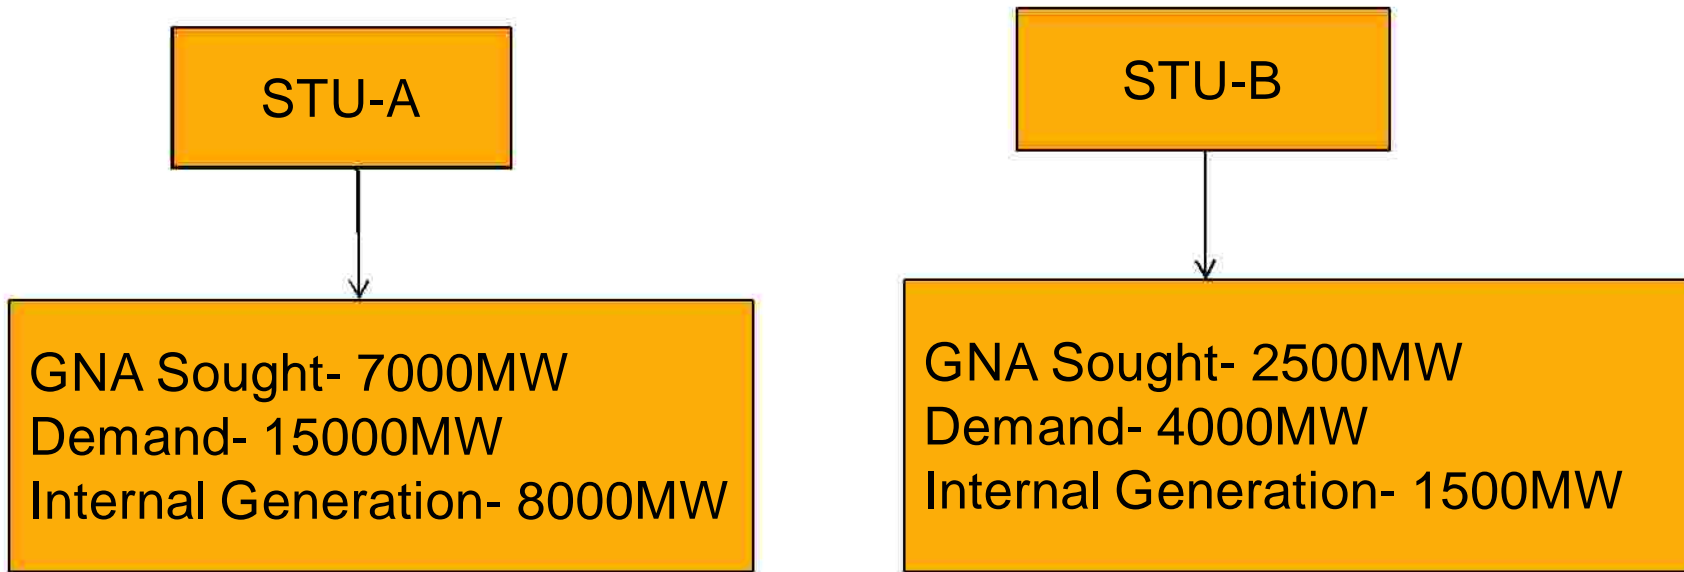 STU-A
GNA Sought- 7000MW
Demand- 15000MW
Internal Generation- 8000MW
STU-B
GNA Sought- 2500MW
Demand- 4000MW
Internal Generation- 1500MW